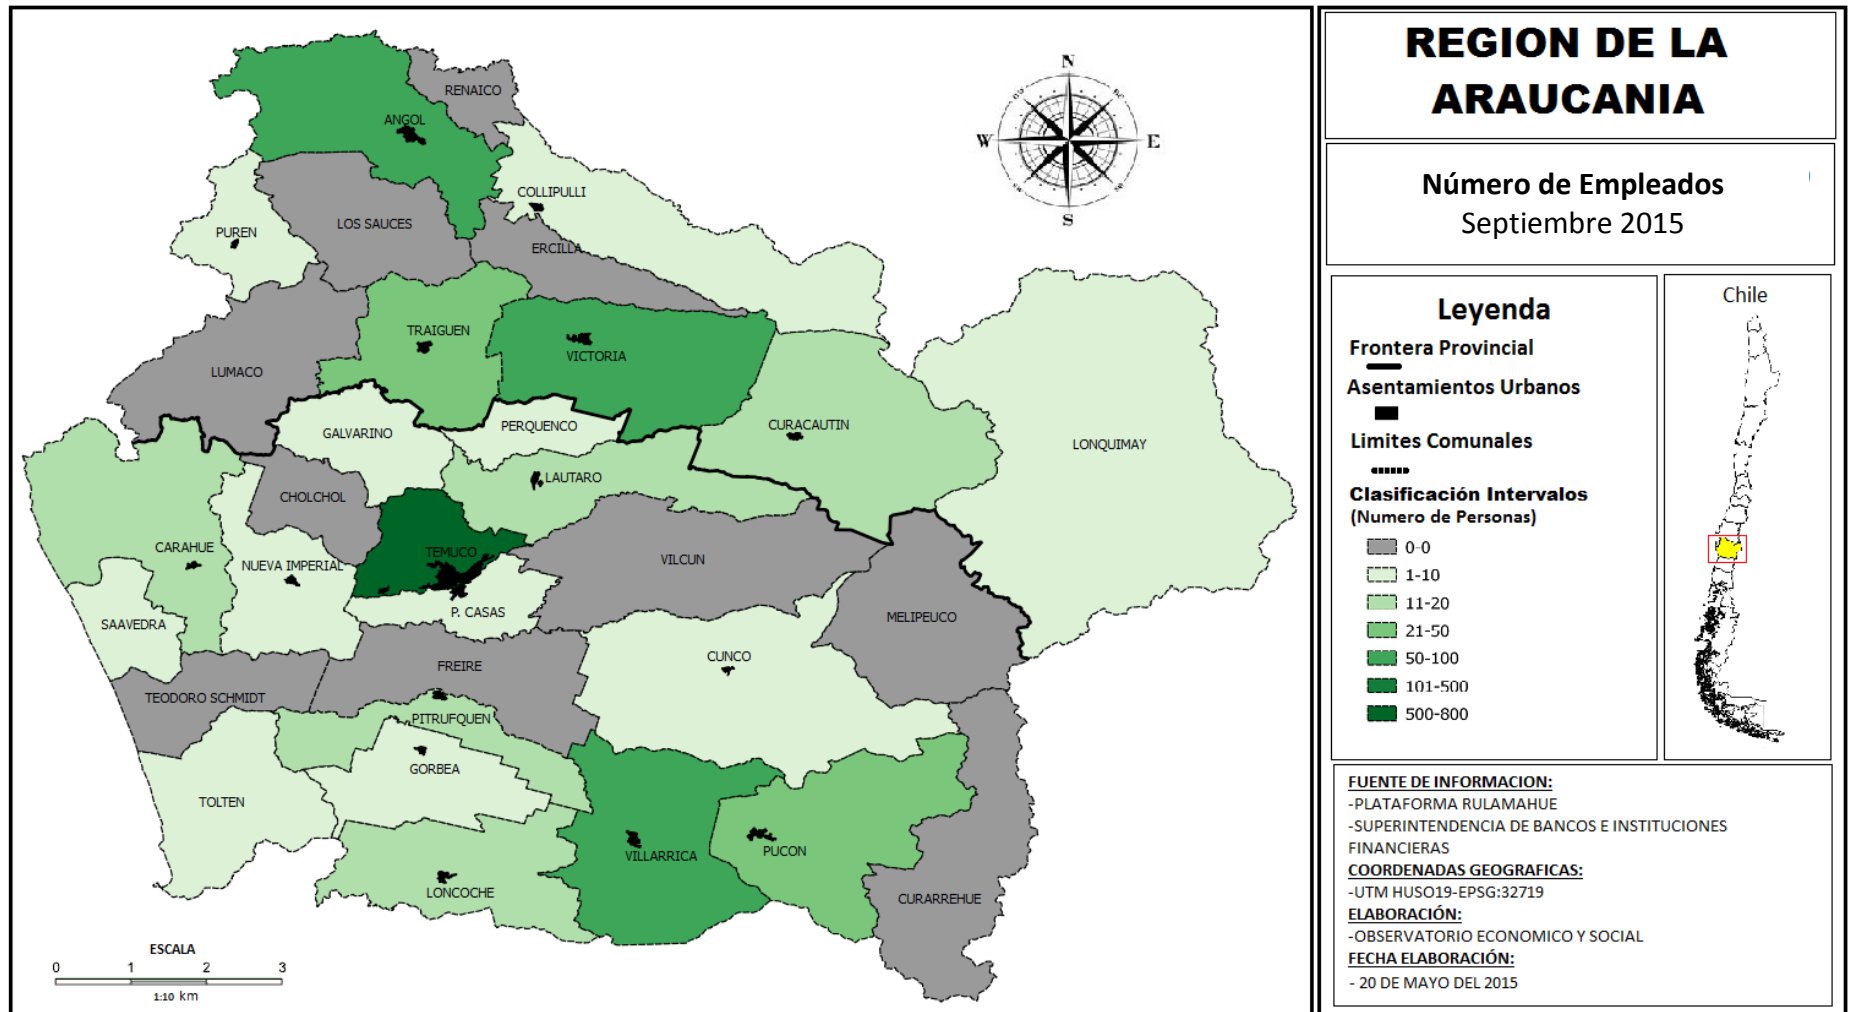 RENAICO
ANGOL
COLLIPULLI
LOS SAUCES
PUREN
ERCILLA
TRAIGUEN
VICTORIA
LUMACO
CURACAUTIN
PERQUENCO
GALVARINO
LONQUIMAY
LAUTARO
CHOLCHOL
CARAHUE
TEMUCO
VILCUN
NUEVA IMPERIAL
P. CASAS
MELIPEUCO
SAAVEDRA
CUNCO
FREIRE
TEODORO SCHMIDT
PITRUFQUEN
GORBEA
TOLTEN
PUCON
VILLARRICA
LONCOCHE
CURARREHUE
N
W
E
S
ESCALA
0 1 2 3
1:10 km
REGION DE LA
ARAUCANIA
Número de Empleados
Septiembre 2015
Leyenda
Frontera Provincial
Asentamientos Urbanos
Limites Comunales
Clasificación Intervalos
(Numero de Personas)
0-0
1-10
11-20
21-50
50-100
101-500
500-800
Chile
FUENTE DE INFORMACION:
-PLATAFORMA RULAMAHUE
-SUPERINTENDENCIA DE BANCOS E INSTITUCIONES
FINANCIERAS
COORDENADAS GEOGRAFICAS:
-UTM HUSO19-EPSG:32719
ELABORACIÓN:
-OBSERVATORIO ECONOMICO Y SOCIAL
FECHA ELABORACIÓN:
- 20 DE MAYO DEL 2015